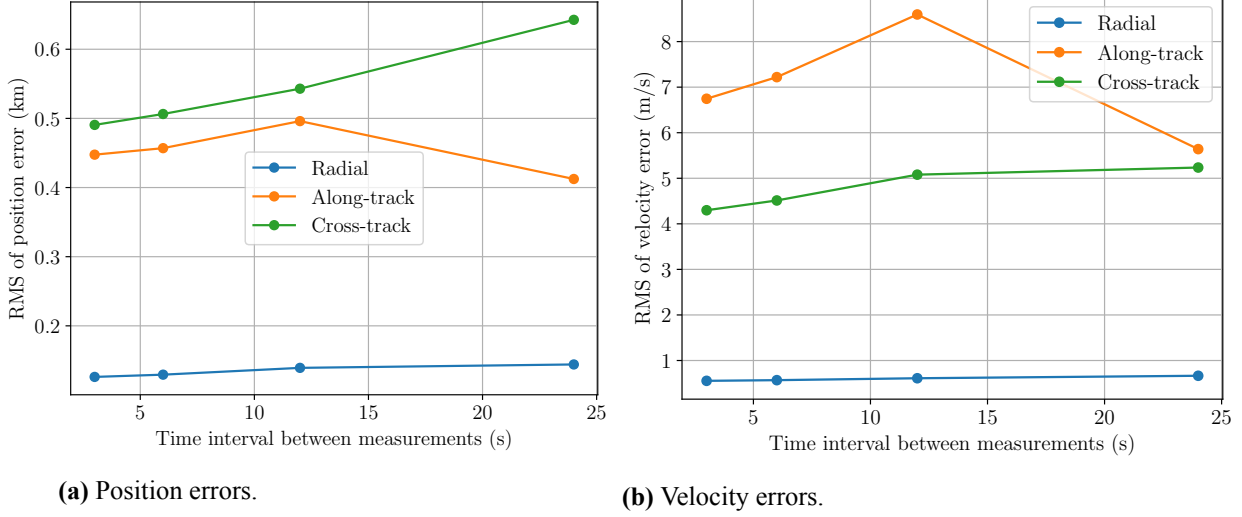 RMS of position error (km)
0.6
0.5
0.4
0.3
0.2
5
10
15
20
25
Time interval between measurements (s)
Radial
Along-track
Cross-track
(a) Position errors.
RMS of velocity error (m/s)
8
7
6
5
4
3
2
1
5
10
15
20
25
Time interval between measurements (s)
Radial
Along-track
Cross-track
(b) Velocity errors.